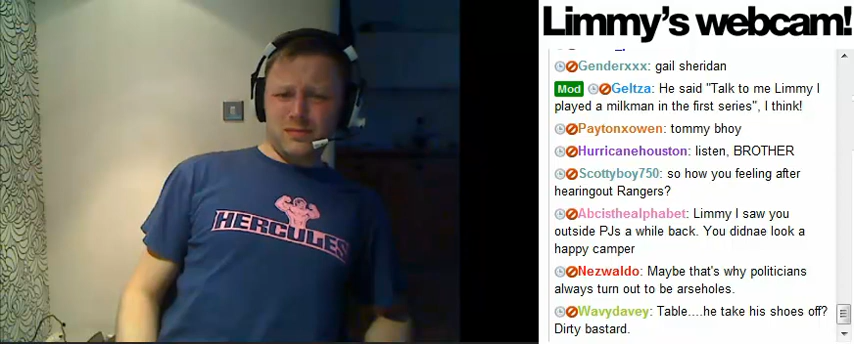 Limmy's webcam!
Genderxxx: gail sheridan
Mod Geltza: He said "Talk to me Limmy I
played a milkman in the first series", I think!
Paytonxowen: tommy bhoy
Hurricanehouston: listen, BROTHER
Scottyboy750: so how you feeling after
hearingout Rangers?
Abcisthealphabet: Limmy I saw you
outside PJs a while back. You didnae look a
happy camper
Nezwaldo: Maybe that's why politicians
always turn out to be arseholes.
Wavydavey: Table....he take his shoes off?
Dirty bastard.
HERCULES